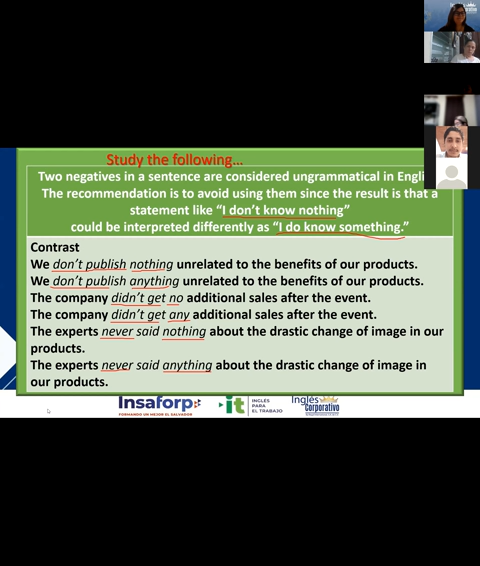 Study the following...
Two negatives in a sentence are considered ungrammatical in
The recommendation is to avoid using them since the result is that a
statement like “I don’t know nothing”
could be interpreted differently as “I do know something.”
Contrast
We don’t publish nothing unrelated to the benefits of our products.
We don’t publish anything unrelated to the benefits of our products.
The company didn’t get no additional sales after the event.
The company didn’t get any additional sales after the event.
The experts never said nothing about the drastic change of image in our
products.
The experts never said anything about the drastic change of image in
our products.
Insaforp
FORMANDO UN MEJOR EL SALVADOR
it
INGLÉS
PARA
EL TRABAJO
Inglés
Corporativo